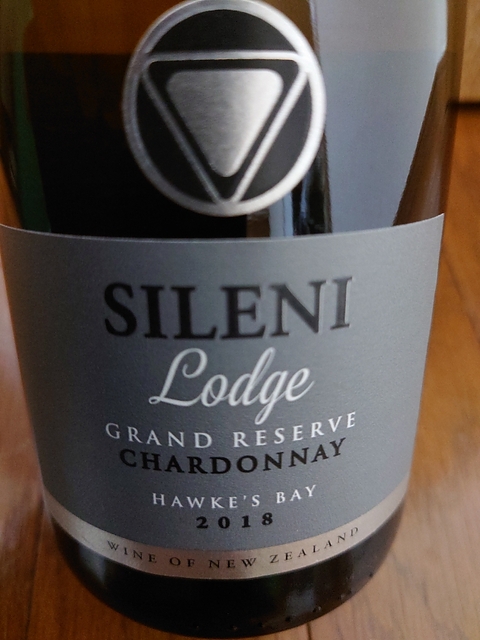 SILENI
Lodge
GRAND RESERVE
CHARDONNAY
HAWKE'S BAY
2018
WINE OF NEW ZEALAND